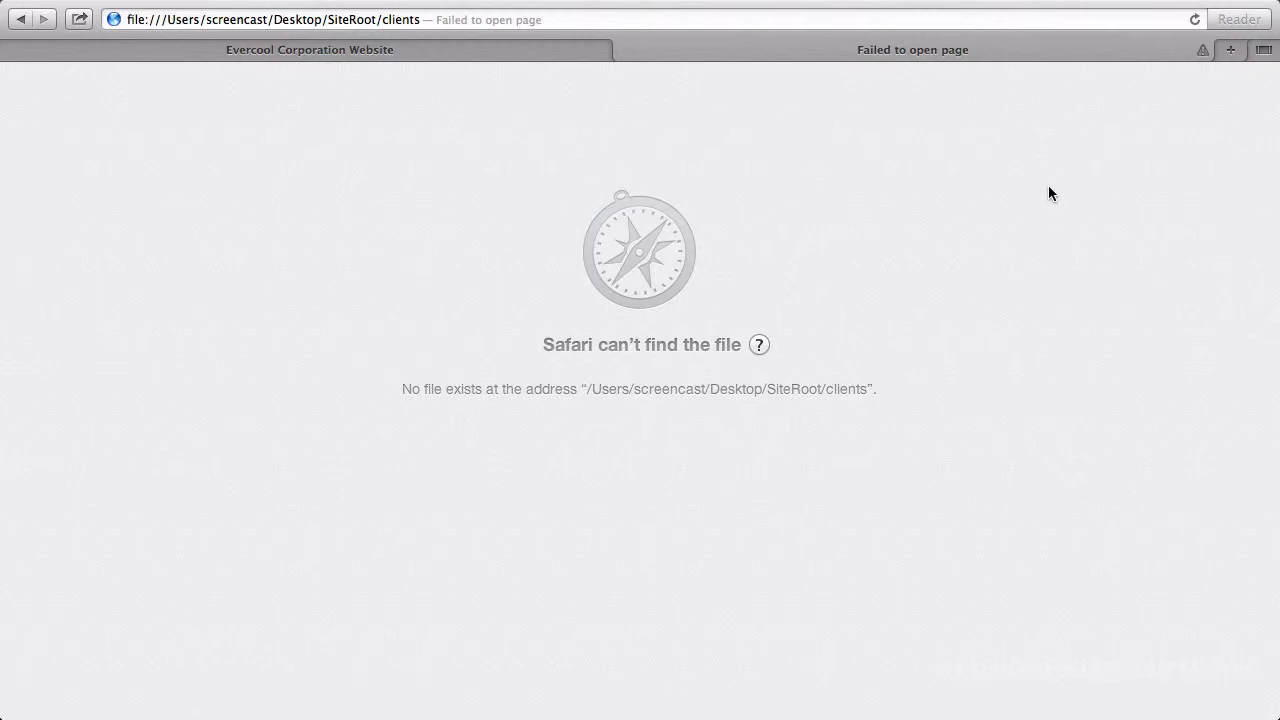 file:///Users/screencast/Desktop/SiteRoot/clients — Failed to open page
Reader
Evercool Corporation Website
Failed to open page
+
Safari can’t find the file ?
No file exists at the address “/Users/screencast/Desktop/SiteRoot/clients”.